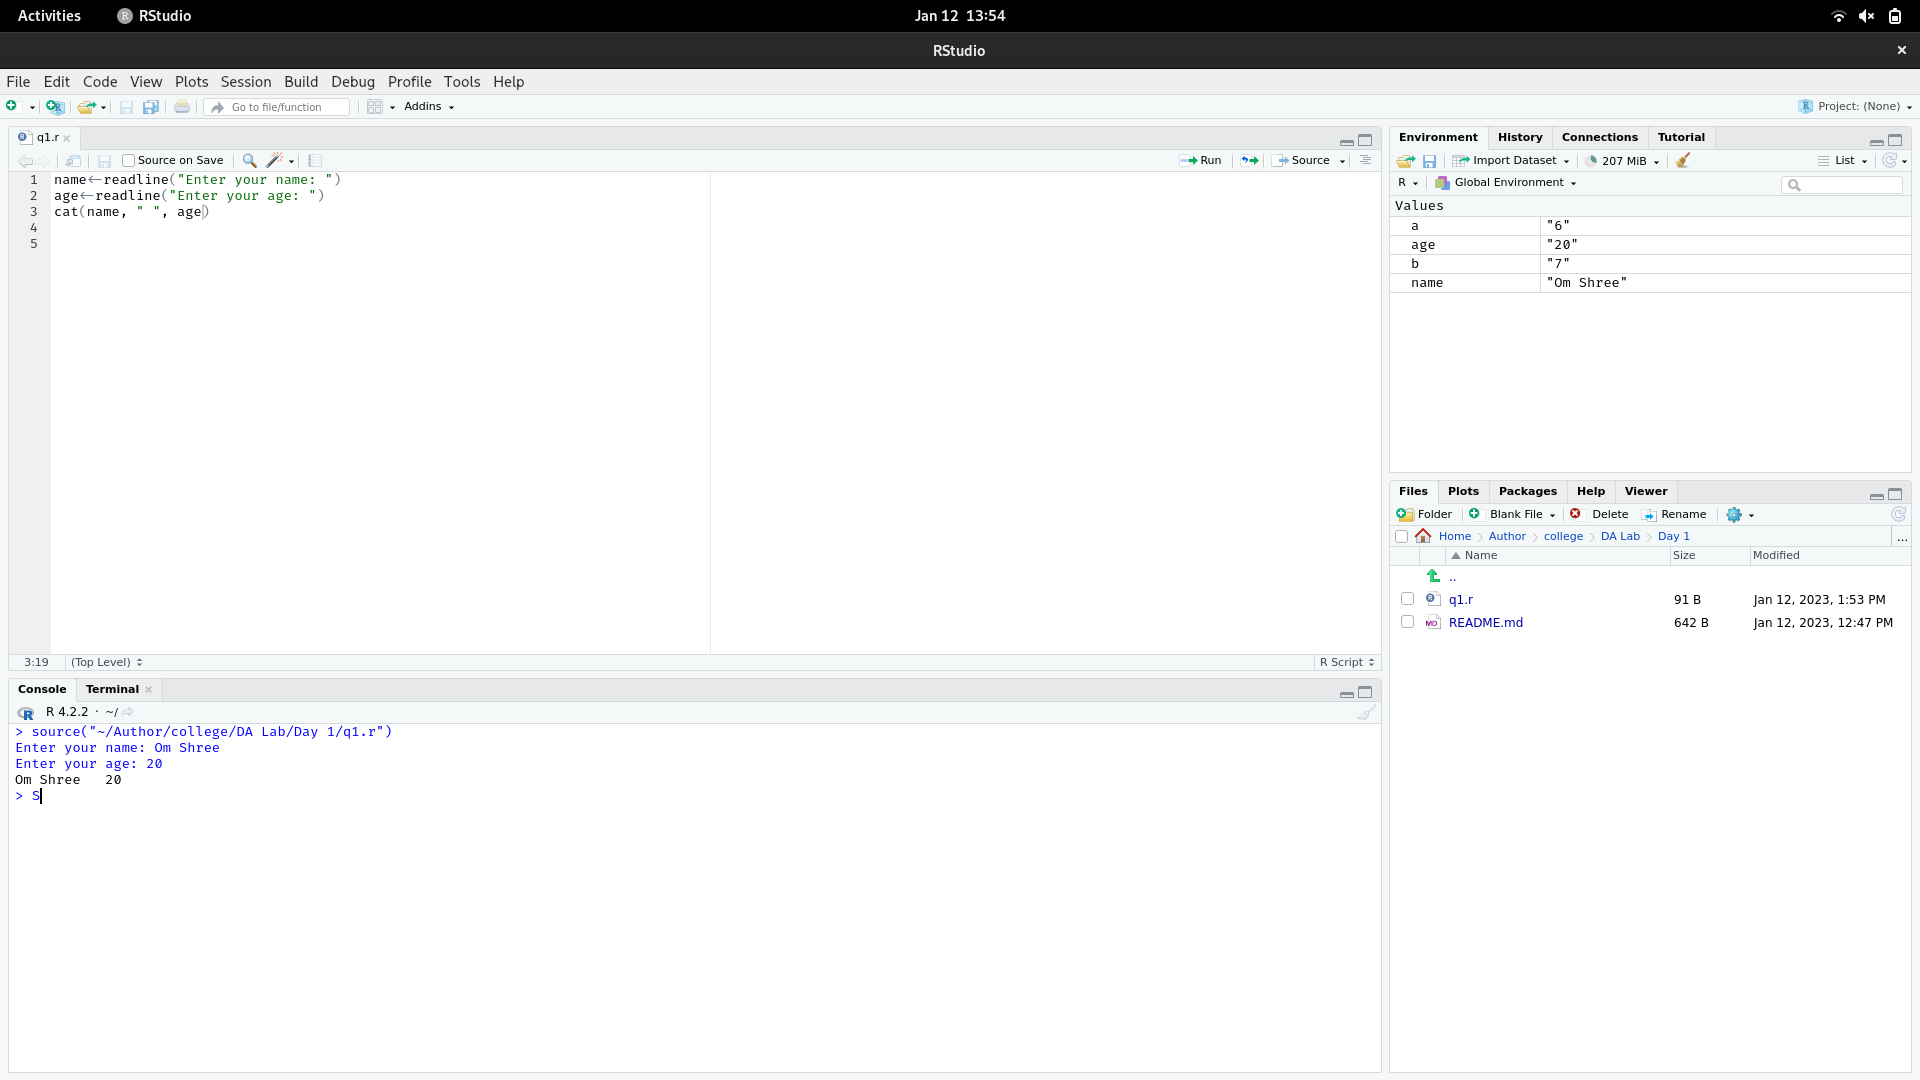 Activities RStudio Jan 12 13:54
RStudio
File Edit Code View Plots Session Build Debug Profile Tools Help
Go to file/function Addins Project: (None)
q1.r
Source on Save Run Source
1 name<-readline("Enter your name: ")
2 age<-readline("Enter your age: ")
3 cat(name, " ", age)
4
5
3:19 (Top Level) R Script
Console Terminal
R 4.2.2 · ~/
> source("~/Author/college/DA Lab/Day 1/q1.r")
Enter your name: Om Shree
Enter your age: 20
Om Shree   20
> S
Environment History Connections Tutorial
Import Dataset 207 MiB List
R Global Environment
Values
a "6"
age "20"
b "7"
name "Om Shree"
Files Plots Packages Help Viewer
Folder Blank File Delete Rename
Home Author college DA Lab Day 1 ...
Name Size Modified
..
q1.r 91 B Jan 12, 2023, 1:53 PM
README.md 642 B Jan 12, 2023, 12:47 PM